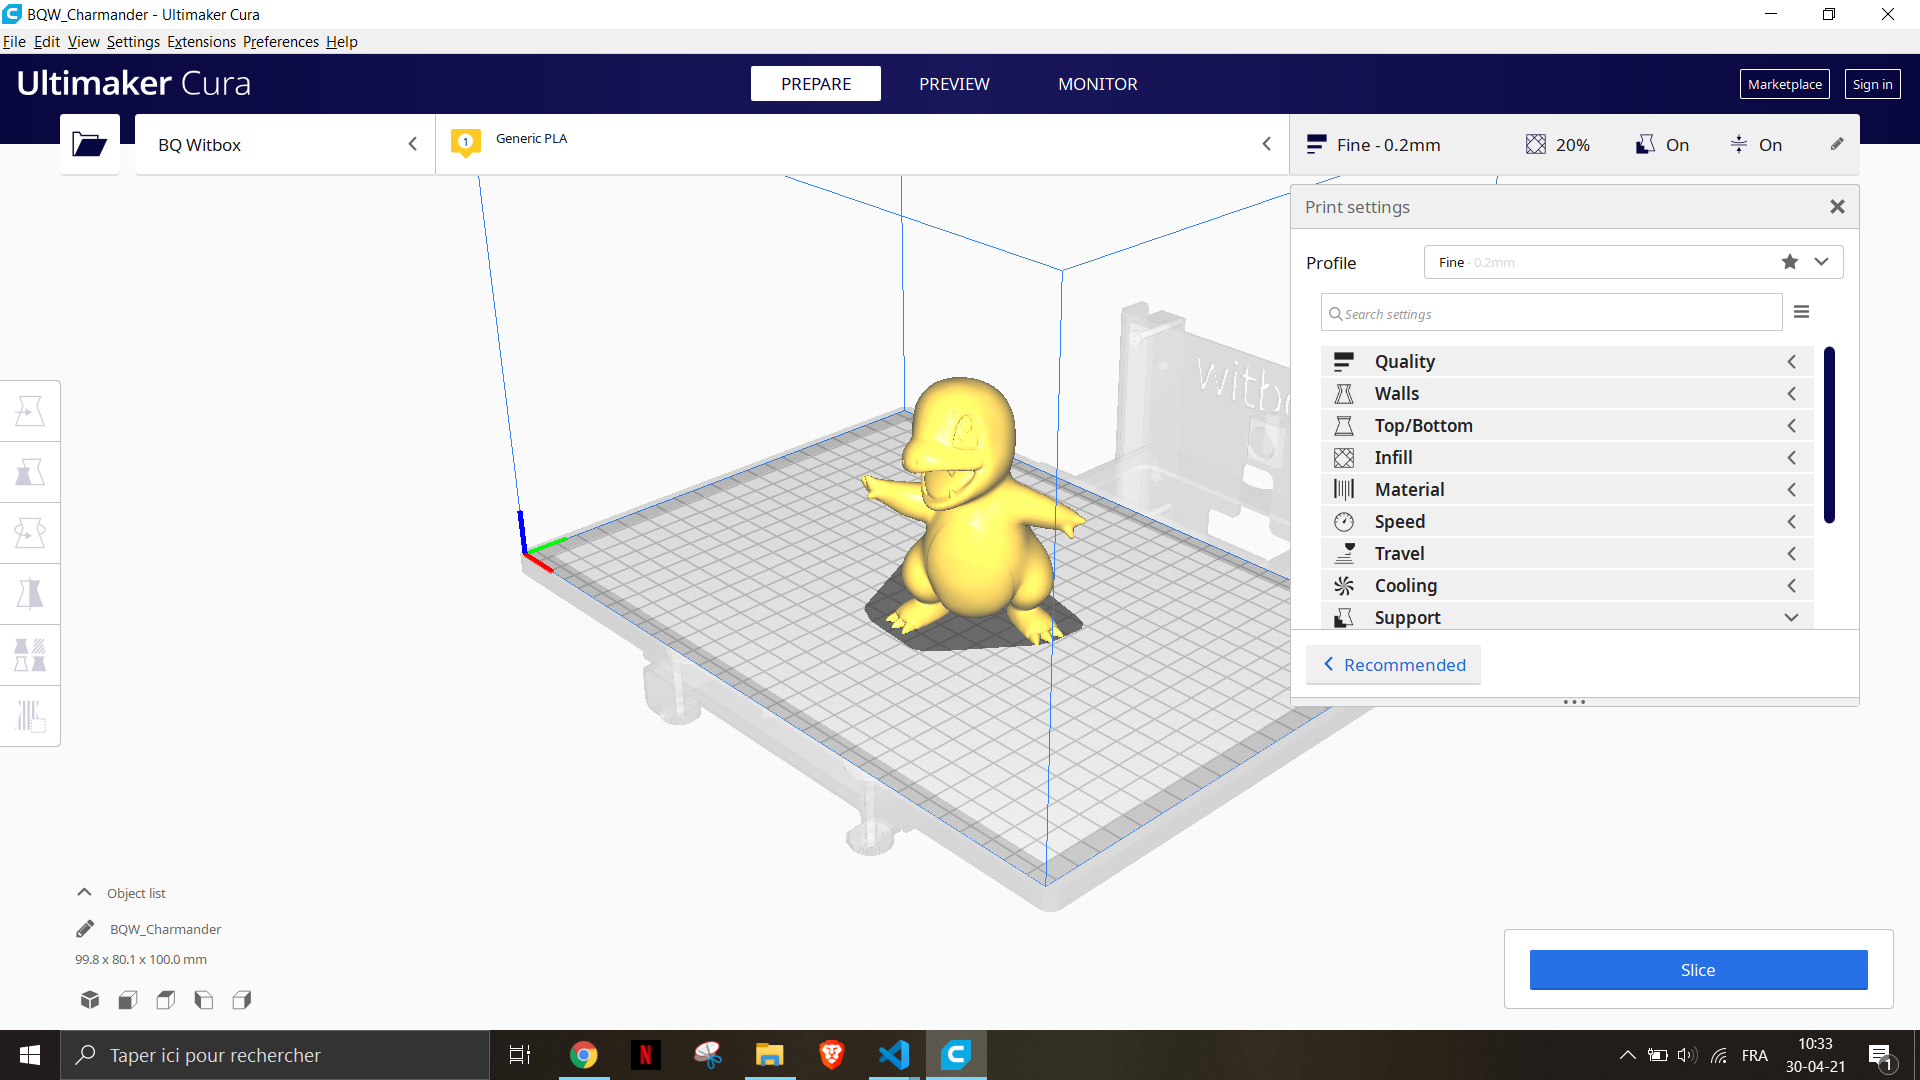 BQW_Charmander - Ultimaker Cura
File Edit View Settings Extensions Preferences Help
Ultimaker Cura
PREPARE
PREVIEW
MONITOR
Marketplace
Sign in
BQ Witbox
1
Generic PLA
Fine - 0.2mm
20%
On
On
Print settings
Profile
Fine - 0.2mm
Search settings
Quality
Walls
Top/Bottom
Infill
Material
Speed
Travel
Cooling
Support
Recommended
witb
Object list
BQW_Charmander
99.8 x 80.1 x 100.0 mm
Slice
Taper ici pour rechercher
N
FRA
10:33
30-04-21
1